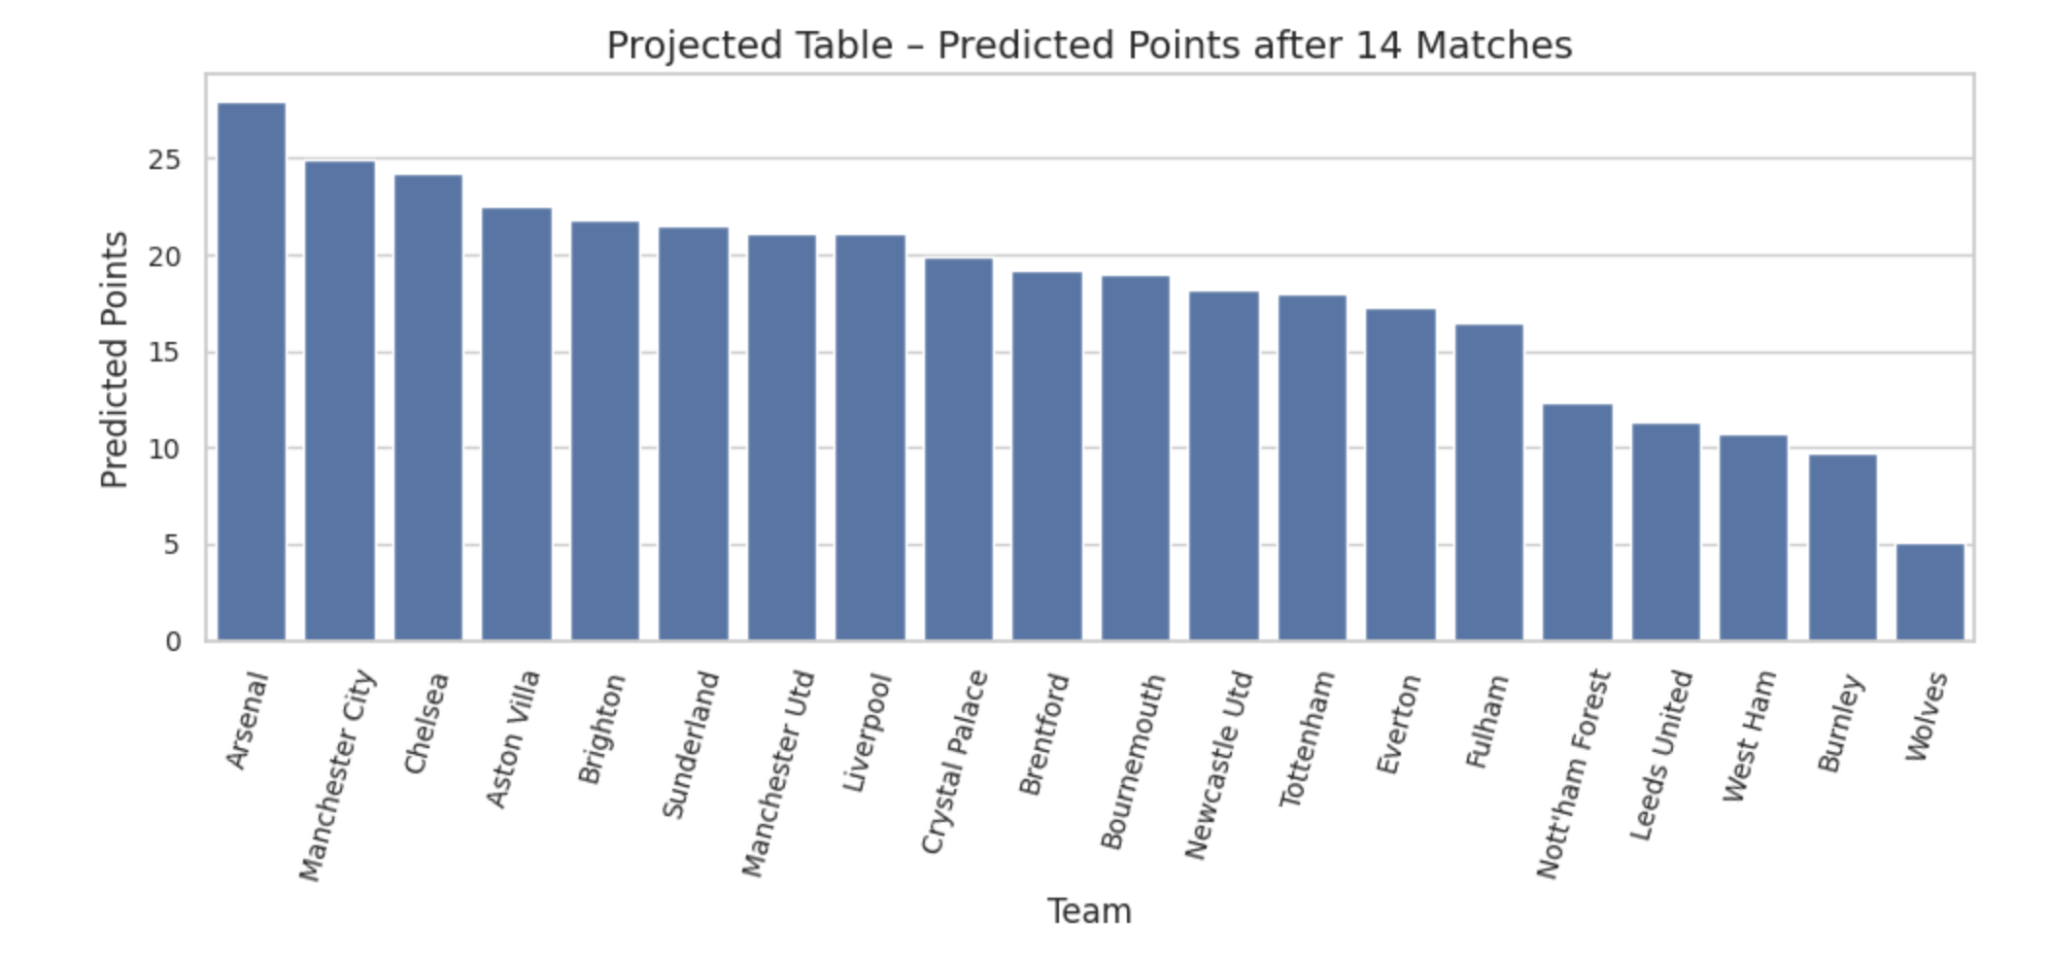 Projected Table – Predicted Points after 14 Matches
Predicted Points
25
20
15
10
5
0
Arsenal
Manchester City
Chelsea
Aston Villa
Brighton
Sunderland
Manchester Utd
Liverpool
Crystal Palace
Brentford
Bournemouth
Newcastle Utd
Tottenham
Everton
Fulham
Nott'ham Forest
Leeds United
West Ham
Burnley
Wolves
Team